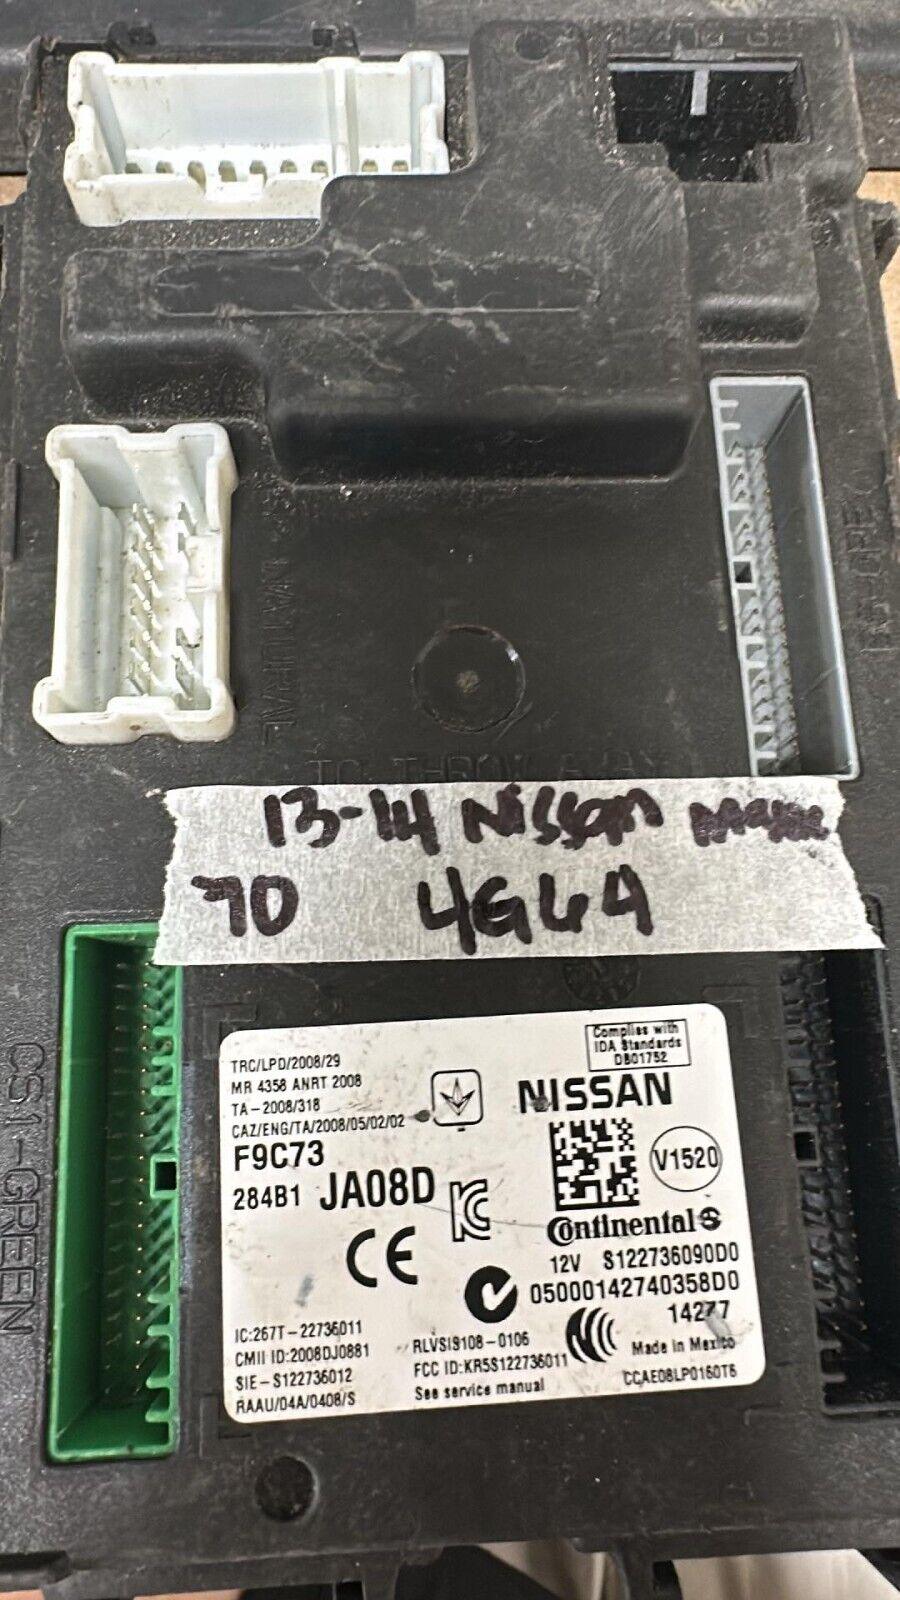 NATURAL
13-14 Nissan
70 4G64
CS1-GREEN
TRC/LPD/2008/29
MR 4358 ANRT 2008
TA-2008/318
CAZ/ENG/TA/2008/05/02/02
Complies with
IDA Standards
DB01752
NISSAN
F9C73
284B1 JA08D
V1520
Continental
12V S122736090D0
05000142740358D0
14277
Made in Mexico
CE
IC:267T-22736011
CMII ID:2008DJ0881
SIE-S122736012
RAAU/04A/0408/S
RLVSI9108-0106
FCC ID:KR5S122736011
See service manual
CCAE08LP0160T6